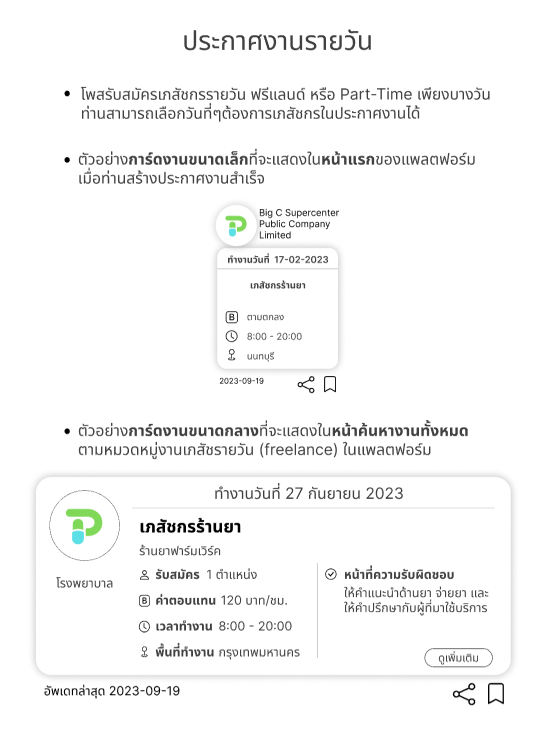 ประกาศงานรายวัน
• โพสรับสมัครเภสัชกรรายวัน ฟรีแลนด์ หรือ Part-Time เพียงบางวัน
ท่านสามารถเลือกวันที่ๆต้องการเภสัชกรในประกาศงานได้
• ตัวอย่างการ์ดงานขนาดเล็กที่จะแสดงในหน้าแรกของแพลตฟอร์ม
เมื่อท่านสร้างประกาศงานสำเร็จ
Big C Supercenter
Public Company
Limited
ทำงานวันที่ 17-02-2023
เภสัชกรร้านยา
B ตามตกลง
8:00 - 20:00
นนทบุรี
2023-09-19
• ตัวอย่างการ์ดงานขนาดกลางที่จะแสดงในหน้าค้นหางานทั้งหมด
ตามหมวดหมู่งานเภสัชรายวัน (freelance) ในแพลตฟอร์ม
ทำงานวันที่ 27 กันยายน 2023
โรงพยาบาล
เภสัชกรร้านยา
ร้านยาฟาร์มเวิร์ค
รับสมัคร 1 ตำแหน่ง
B ค่าตอบแทน 120 บาท/ชม.
เวลาทำงาน 8:00 - 20:00
พื้นที่ทำงาน กรุงเทพมหานคร
หน้าที่ความรับผิดชอบ
ให้คำแนะนำด้านยา จ่ายยา และ
ให้คำปรึกษากับผู้ที่มาใช้บริการ
ดูเพิ่มเติม
อัพเดทล่าสุด 2023-09-19